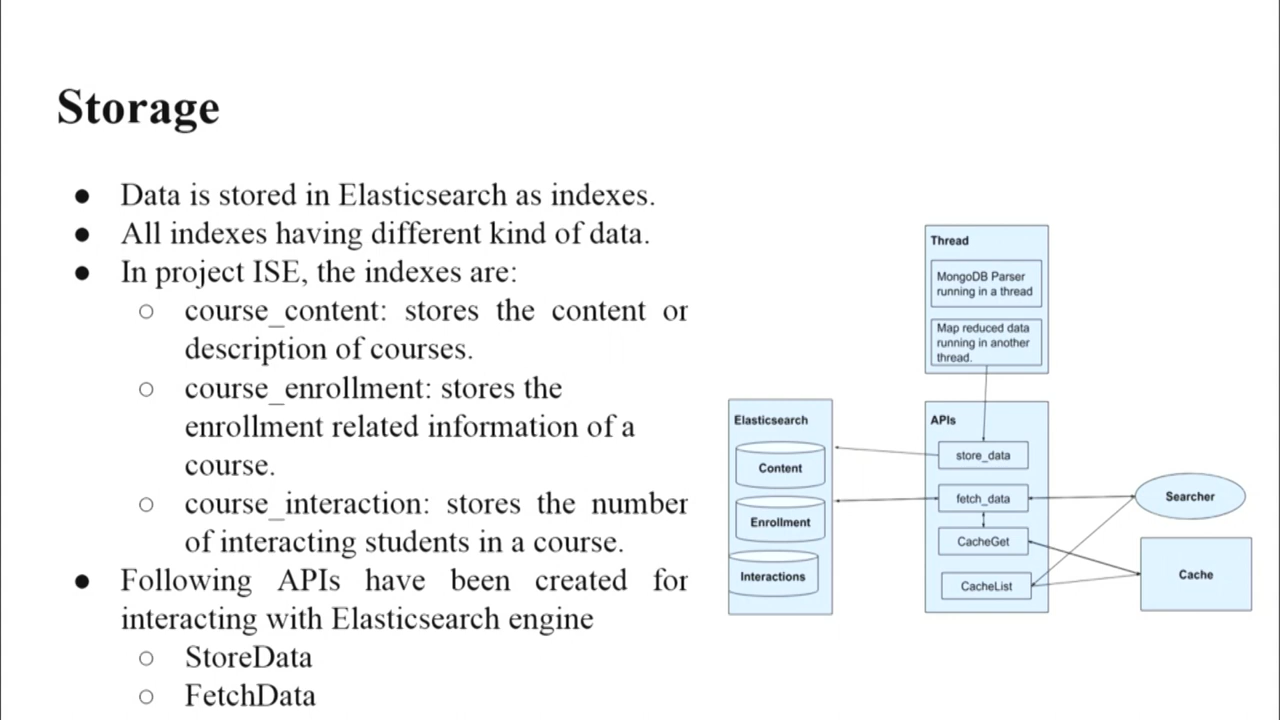 Storage
● Data is stored in Elasticsearch as indexes.
● All indexes having different kind of data.
● In project ISE, the indexes are:
○ course_content: stores the content or
description of courses.
○ course_enrollment: stores the
enrollment related information of a
course.
○ course_interaction: stores the number
of interacting students in a course.
● Following APIs have been created for
interacting with Elasticsearch engine
○ StoreData
○ FetchData
Thread
MongoDB Parser
running in a thread
Map reduced data
running in another
thread.
Elasticsearch
Content
Enrollment
Interactions
APIs
store_data
fetch_data
CacheGet
CacheList
Searcher
Cache